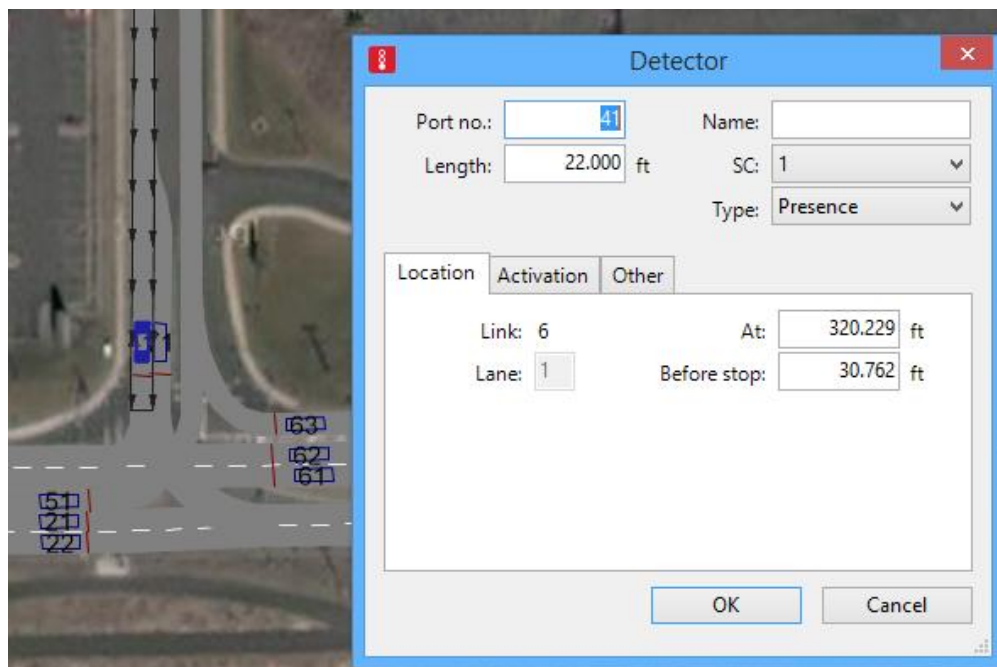 Detector
Port no.: 41 Name:
Length: 22.000 ft SC: 1
Type: Presence
Location Activation Other
Link: 6 At: 320.229 ft
Lane: 1 Before stop: 30.762 ft
63
62
61
51
21
22
OK Cancel